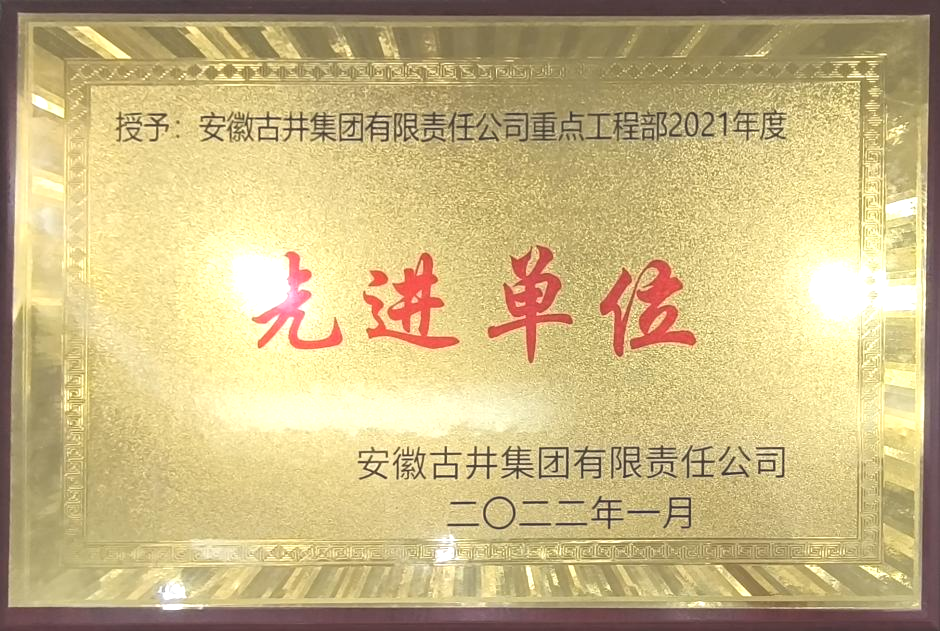 授予：安徽古井集团有限责任公司重点工程部2021年度
先进单位
安徽古井集团有限责任公司
二〇二二年一月